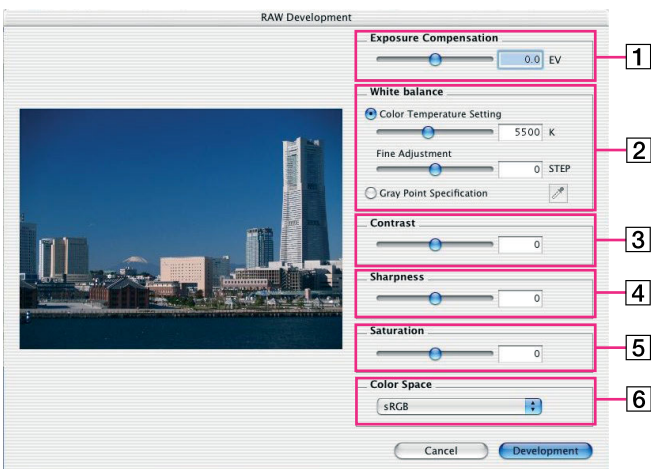 RAW Development
Exposure Compensation
0.0 EV
1
White balance
Color Temperature Setting
5500 K
Fine Adjustment
0 STEP
Gray Point Specification
2
Contrast
0
3
Sharpness
0
4
Saturation
0
5
Color Space
sRGB
6
Cancel
Development